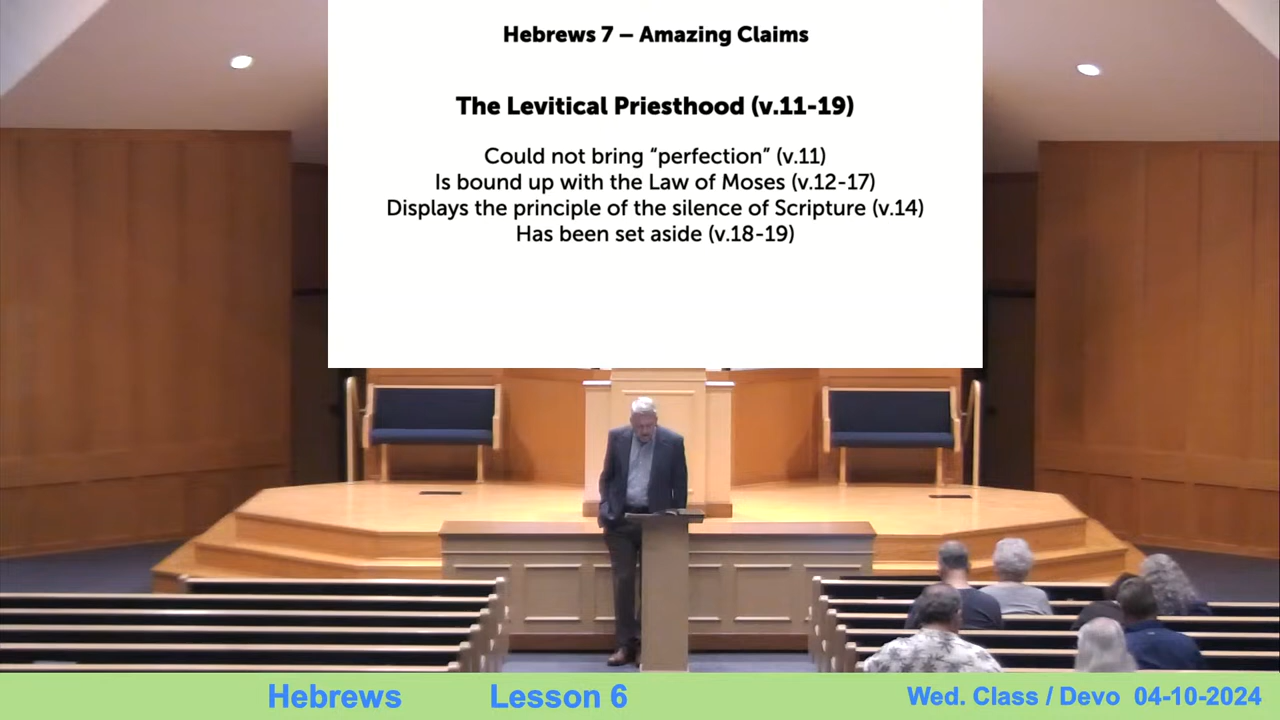 Hebrews 7 – Amazing Claims
The Levitical Priesthood (v.11-19)
Could not bring “perfection” (v.11)
Is bound up with the Law of Moses (v.12-17)
Displays the principle of the silence of Scripture (v.14)
Has been set aside (v.18-19)
Hebrews Lesson 6 Wed. Class / Devo 04-10-2024